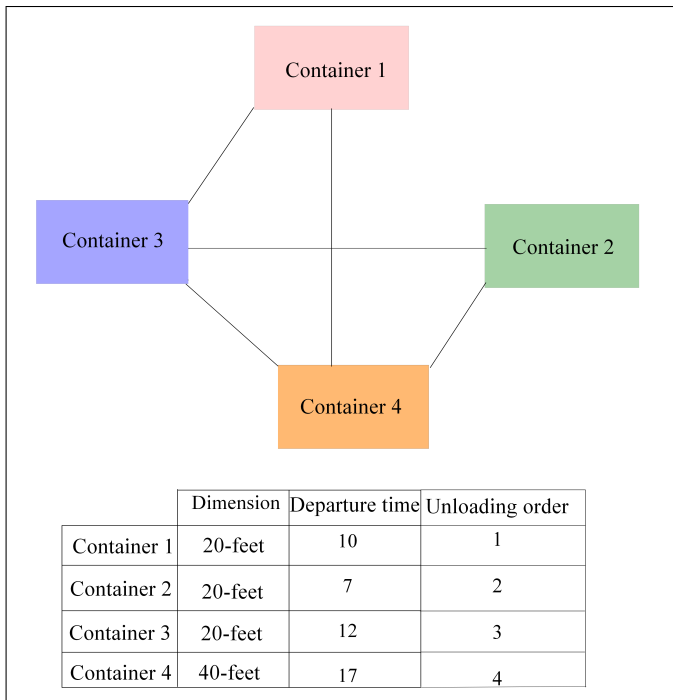 Container 1
Container 3
Container 2
Container 4
Dimension Departure time Unloading order
Container 1 20-feet 10 1
Container 2 20-feet 7 2
Container 3 20-feet 12 3
Container 4 40-feet 17 4